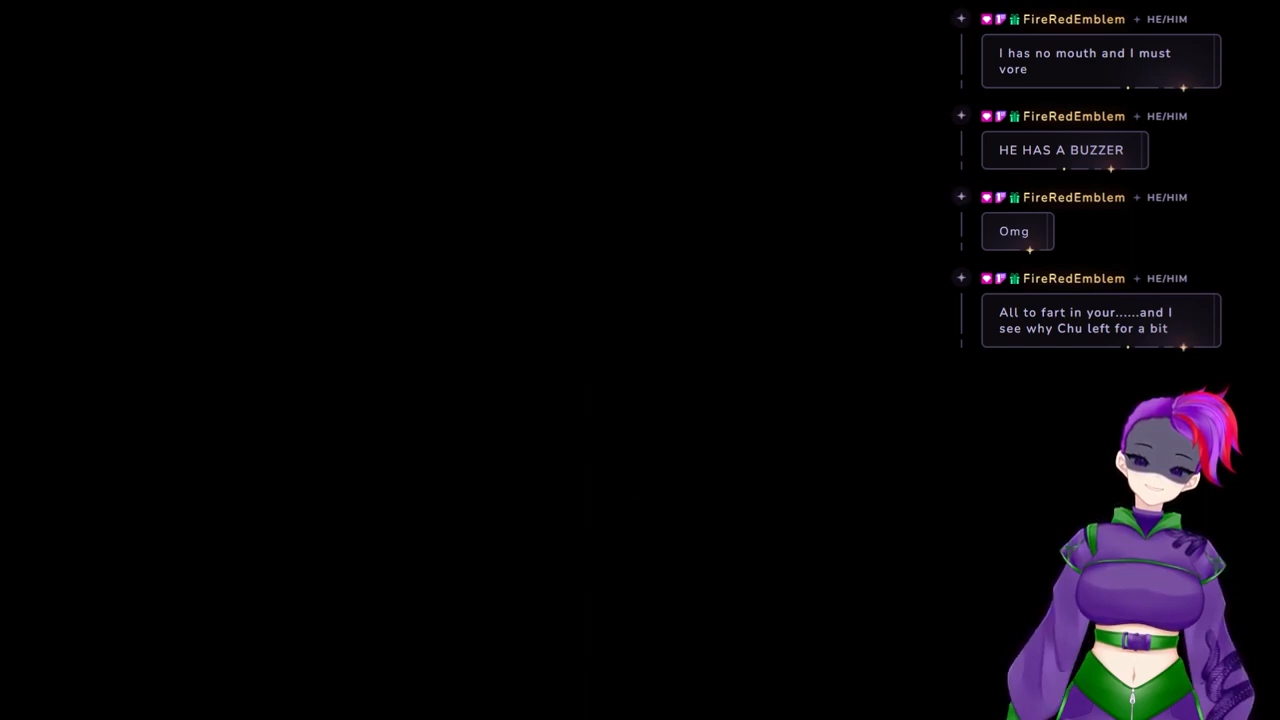 FireRedEmblem HE/HIM
I has no mouth and I must
vore
FireRedEmblem HE/HIM
HE HAS A BUZZER
FireRedEmblem HE/HIM
Omg
FireRedEmblem HE/HIM
All to fart in your......and I
see why Chu left for a bit